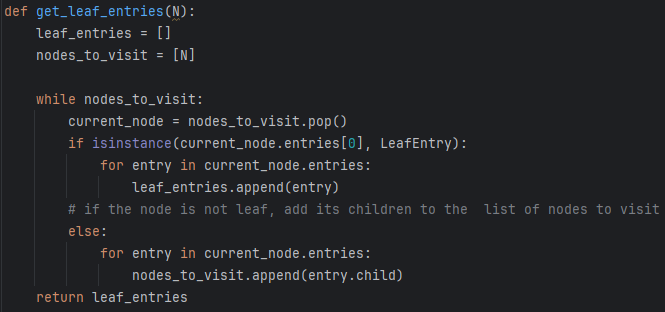 def get_leaf_entries(N):
    leaf_entries = []
    nodes_to_visit = [N]

    while nodes_to_visit:
        current_node = nodes_to_visit.pop()
        if isinstance(current_node.entries[0], LeafEntry):
            for entry in current_node.entries:
                leaf_entries.append(entry)
        # if the node is not leaf, add its children to the  list of nodes to visit
        else:
            for entry in current_node.entries:
                nodes_to_visit.append(entry.child)
    return leaf_entries